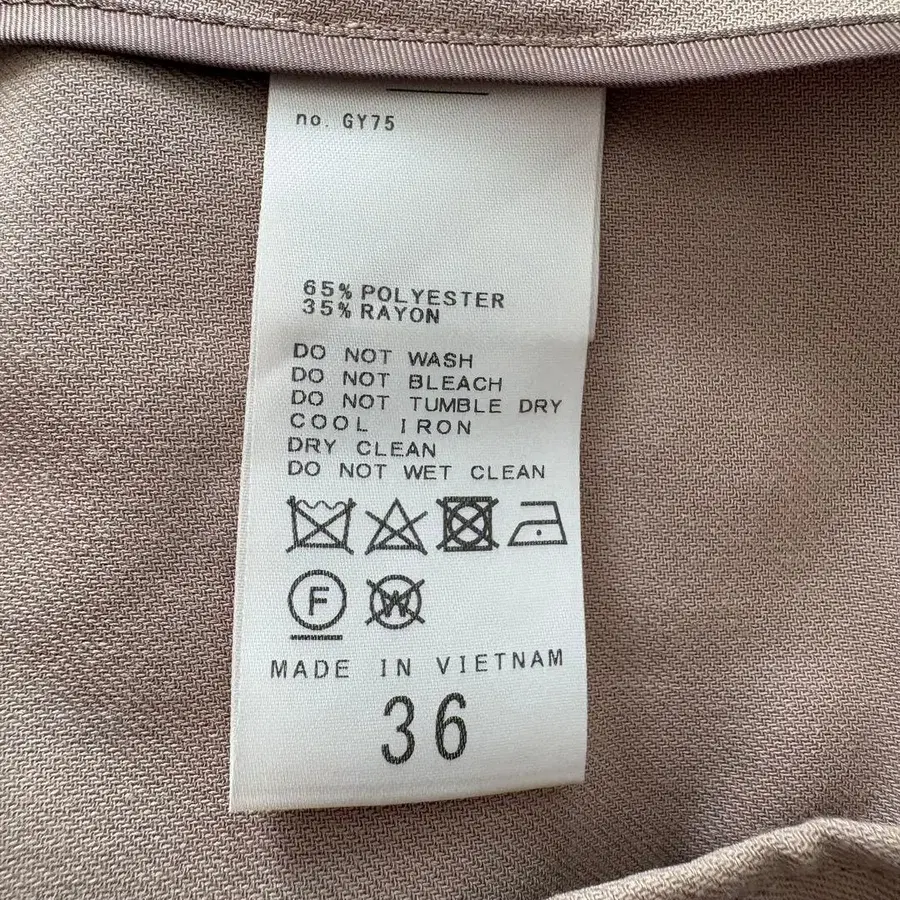 no. GY75
65% POLYESTER
35% RAYON
DO NOT WASH
DO NOT BLEACH
DO NOT TUMBLE DRY
COOL IRON
DRY CLEAN
DO NOT WET CLEAN
F W
MADE IN VIETNAM
36